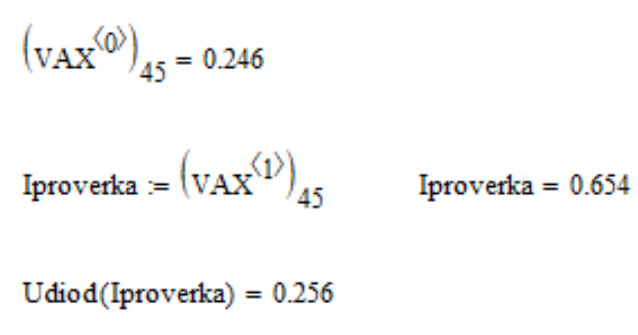 (VAX⟨0⟩)45 = 0.246
Iproverka := (VAX⟨1⟩)45 Iproverka = 0.654
Udiod(Iproverka) = 0.256